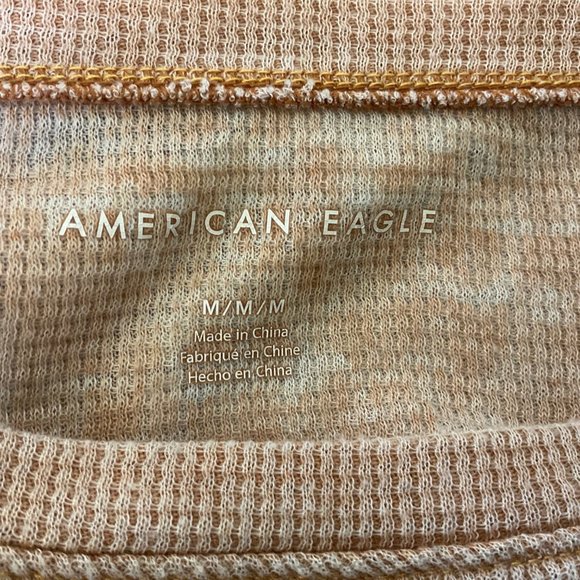 AMERICAN EAGLE
M/M/M
Made in China
Fabriqué en Chine
Hecho en China